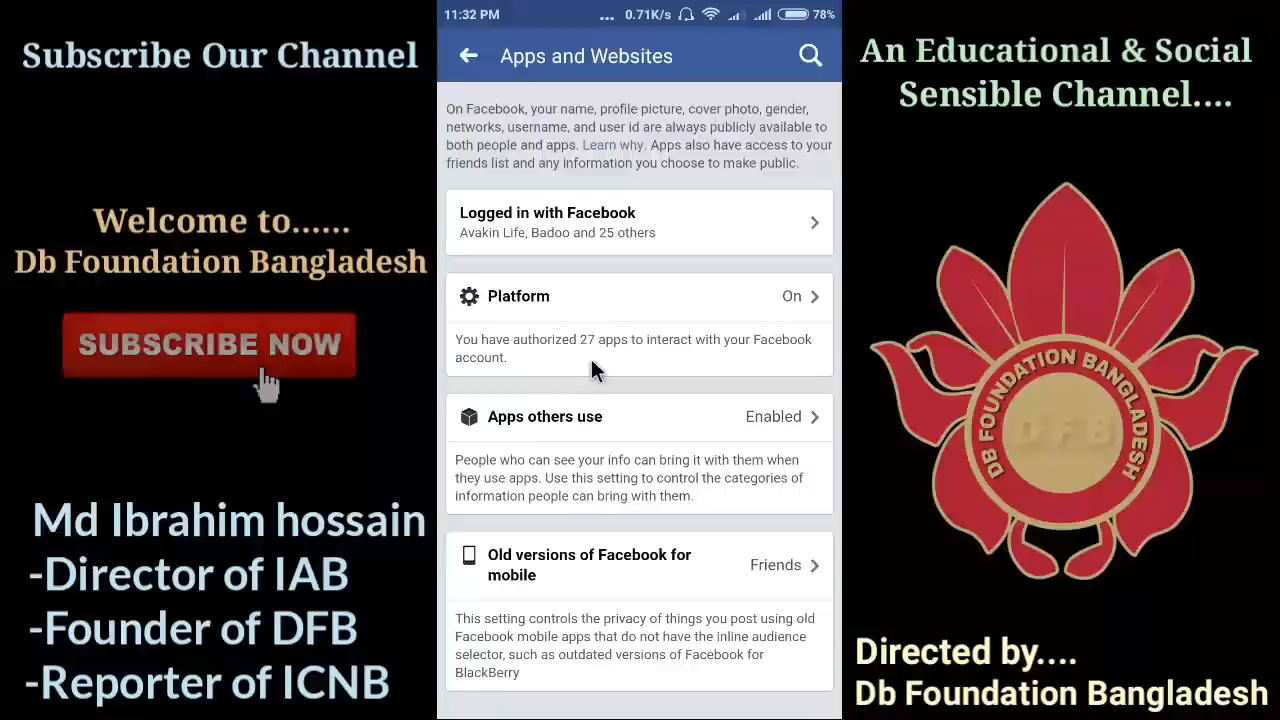 Subscribe Our Channel
Welcome to......
Db Foundation Bangladesh
SUBSCRIBE NOW
Md Ibrahim hossain
-Director of IAB
-Founder of DFB
-Reporter of ICNB
11:32 PM
... 0.71K/s 78%
Apps and Websites
On Facebook, your name, profile picture, cover photo, gender,
networks, username, and user id are always publicly available to
both people and apps. Learn why. Apps also have access to your
friends list and any information you choose to make public.
Logged in with Facebook
Avakin Life, Badoo and 25 others
Platform On
You have authorized 27 apps to interact with your Facebook
account.
Apps others use Enabled
People who can see your info can bring it with them when
they use apps. Use this setting to control the categories of
information people can bring with them.
Old versions of Facebook for
mobile
Friends
This setting controls the privacy of things you post using old
Facebook mobile apps that do not have the inline audience
selector, such as outdated versions of Facebook for
BlackBerry
An Educational & Social
Sensible Channel....
DB FOUNDATION BANGLADESH
DFB
Directed by....
Db Foundation Bangladesh